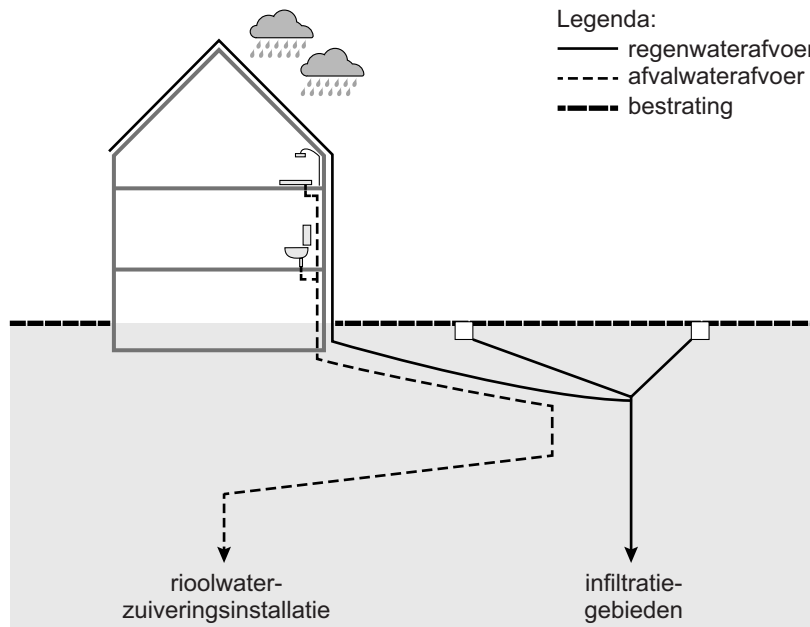 Legenda:
regenwaterafvoer
afvalwaterafvoer
bestrating
rioolwater-
zuiveringsinstallatie
infiltratie-
gebieden